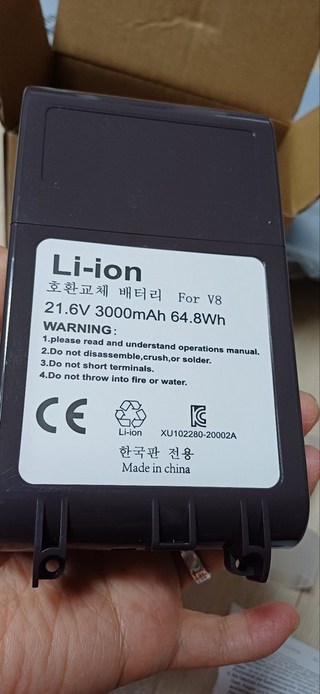 Li-ion
호환교체 배터리 For V8
21.6V 3000mAh 64.8Wh
WARNING:
1.please read and understand operations manual.
2.Do not disassemble,crush,or solder.
3.Do not short terminals.
4.Do not throw into fire or water.
CE
Li-ion
XU102280-20002A
한국판 전용
Made in china